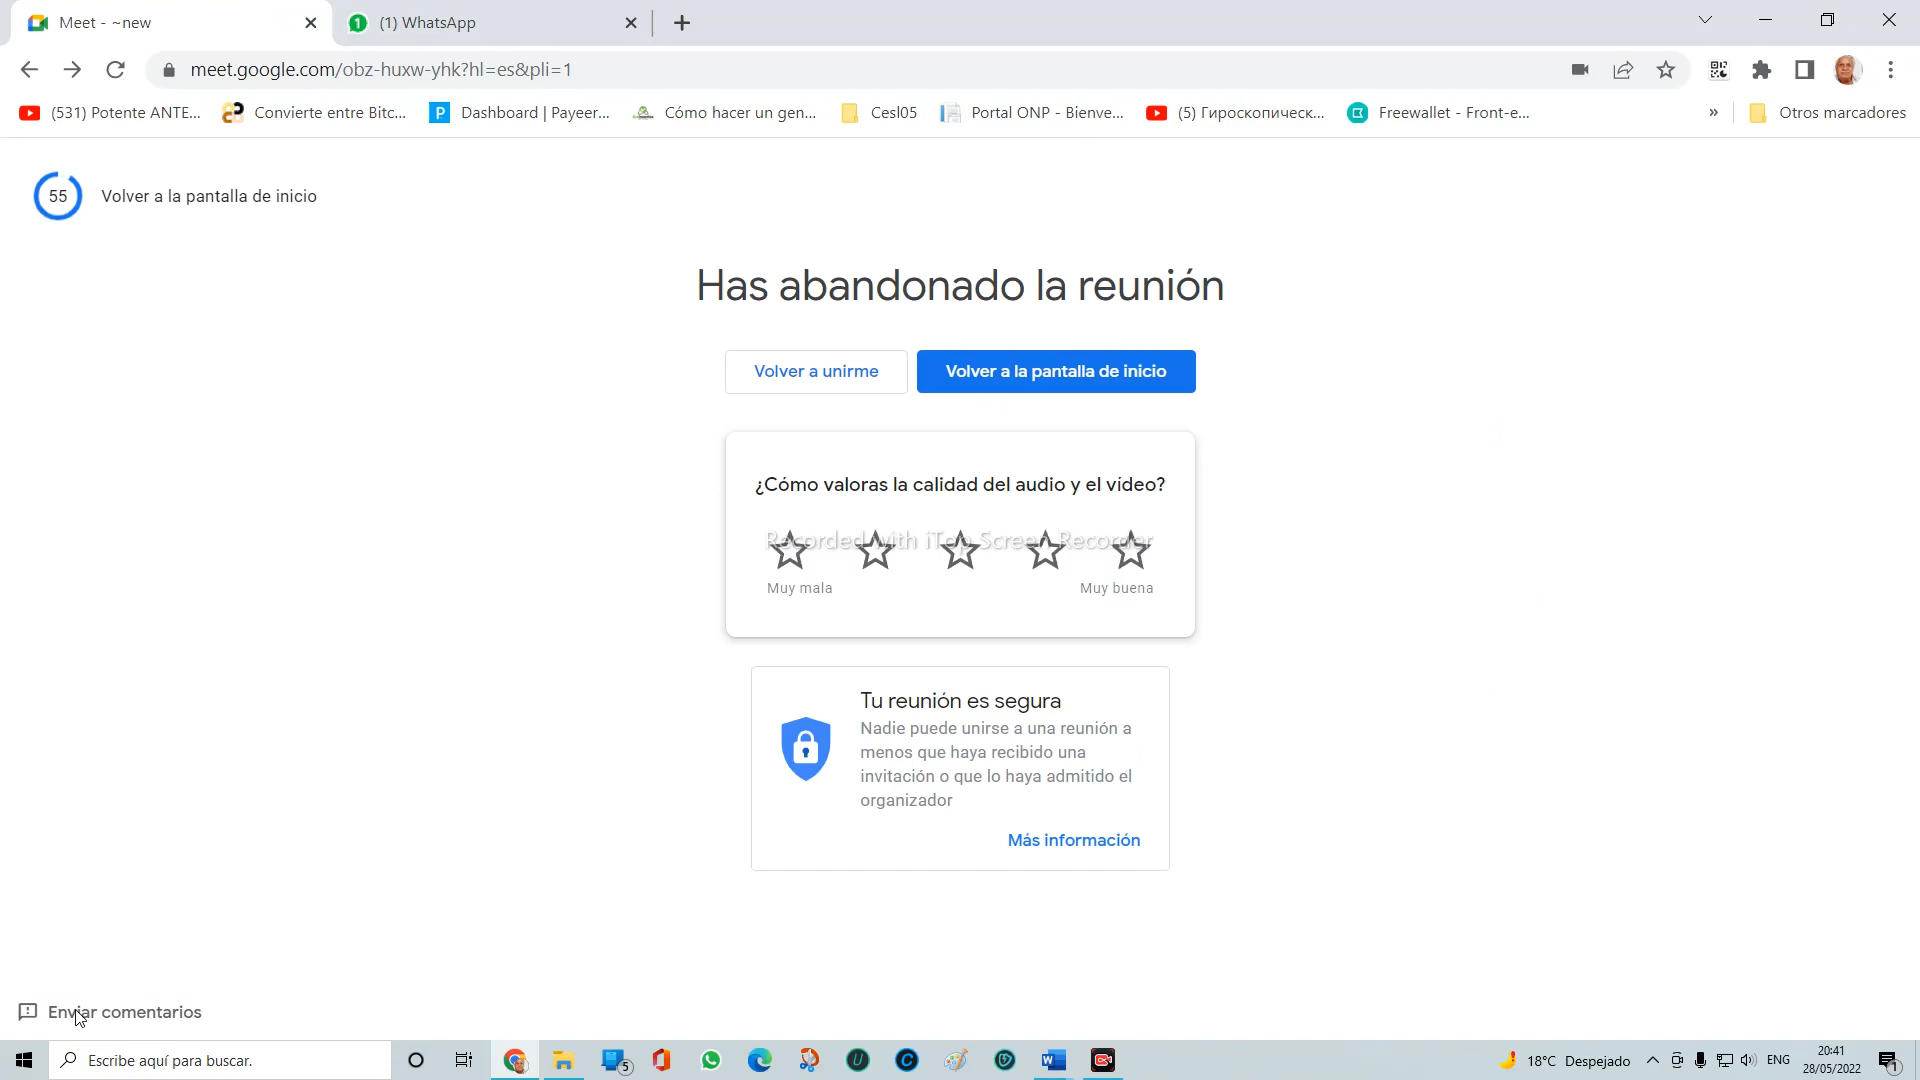 Meet - ~new
(1) WhatsApp
meet.google.com/obz-huxw-yhk?hl=es&pli=1
(531) Potente ANTE...
Convierte entre Bitc...
Dashboard | Payeer...
Cómo hacer un gen...
Cesl05
Portal ONP - Bienve...
(5) Гироскопическ...
Freewallet - Front-e...
»
Otros marcadores
55
Volver a la pantalla de inicio
Has abandonado la reunión
Volver a unirme
Volver a la pantalla de inicio
¿Cómo valoras la calidad del audio y el vídeo?
Recorded with iTop Screen Recorder
Muy mala
Muy buena
Tu reunión es segura
Nadie puede unirse a una reunión a
menos que haya recibido una
invitación o que lo haya admitido el
organizador
Más información
Enviar comentarios
Escribe aquí para buscar.
5
18°C Despejado
ENG
20:41
28/05/2022
1